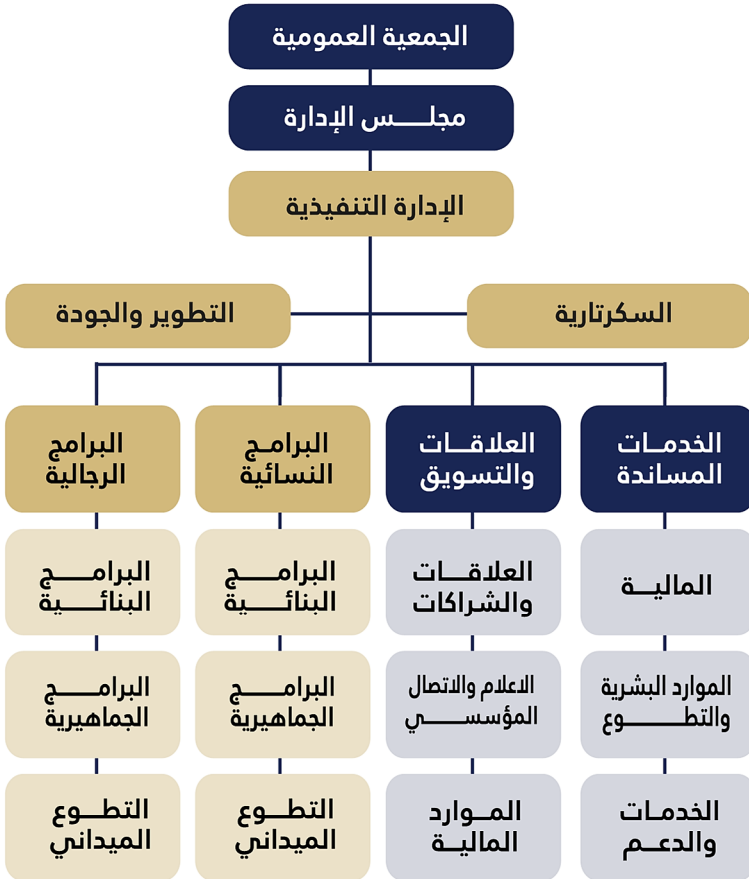 الجمعية العمومية
مجلس الإدارة
الإدارة التنفيذية
السكرتارية
التطوير والجودة
الخدمات
المساندة
العلاقات
والتسويق
البرامج
النسائية
البرامج
الرجالية
المالية
العلاقات
والشراكات
البرامج
البنائية
البرامج
البنائية
الموارد البشرية
والتطوع
الاعلام والاتصال
المؤسسي
البرامج
الجماهيرية
البرامج
الجماهيرية
الخدمات
والدعم
الموارد
المالية
التطوع
الميداني
التطوع
الميداني